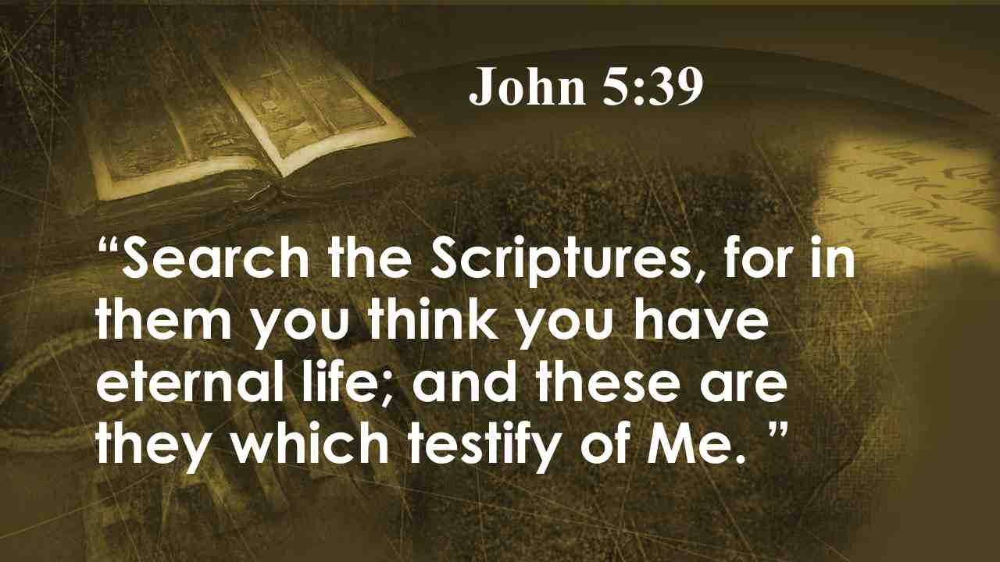 John 5:39
“Search the Scriptures, for in
them you think you have
eternal life; and these are
they which testify of Me. ”